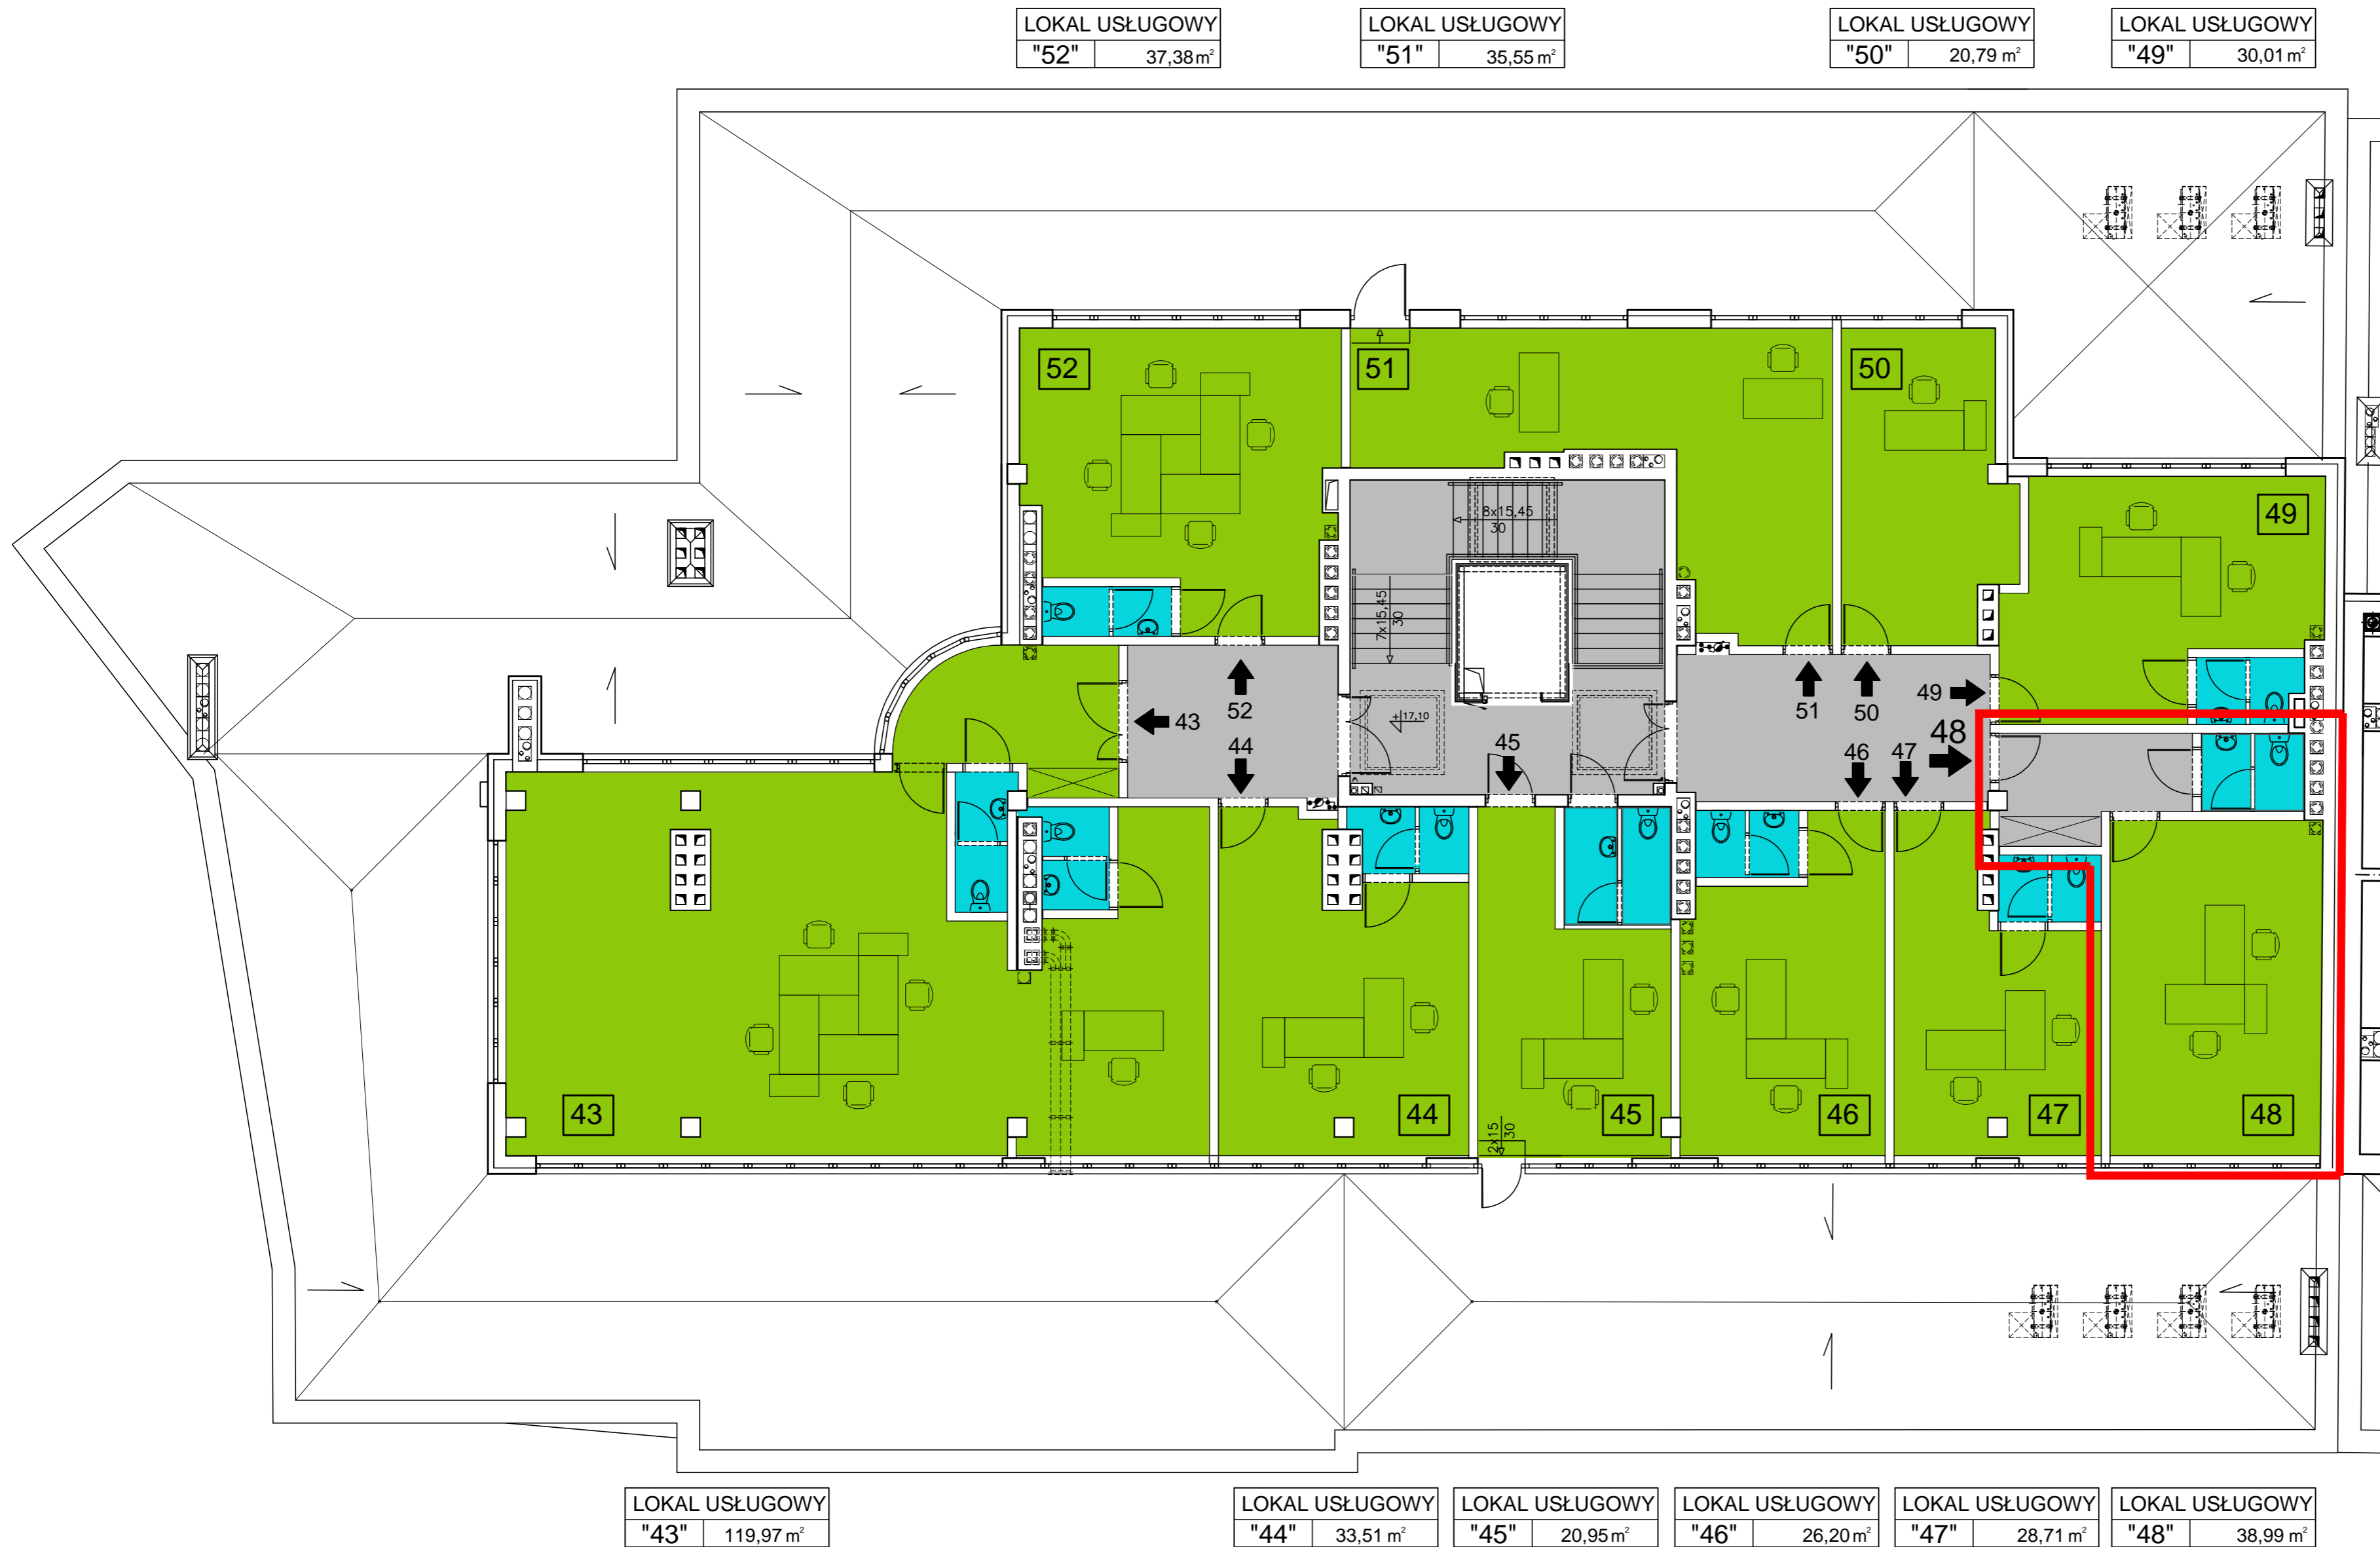 LOKAL USŁUGOWY
"52" 37,38 m²
LOKAL USŁUGOWY
"51" 35,55 m²
LOKAL USŁUGOWY
"50" 20,79 m²
LOKAL USŁUGOWY
"49" 30,01 m²
52
51
50
49
8x15,45
30
7x15,45
30
+17,10
43
52
44
45
51
50
49
48
46
47
43
44
45
46
47
48
2x15
30
LOKAL USŁUGOWY
"43" 119,97 m²
LOKAL USŁUGOWY
"44" 33,51 m²
LOKAL USŁUGOWY
"45" 20,95 m²
LOKAL USŁUGOWY
"46" 26,20 m²
LOKAL USŁUGOWY
"47" 28,71 m²
LOKAL USŁUGOWY
"48" 38,99 m²